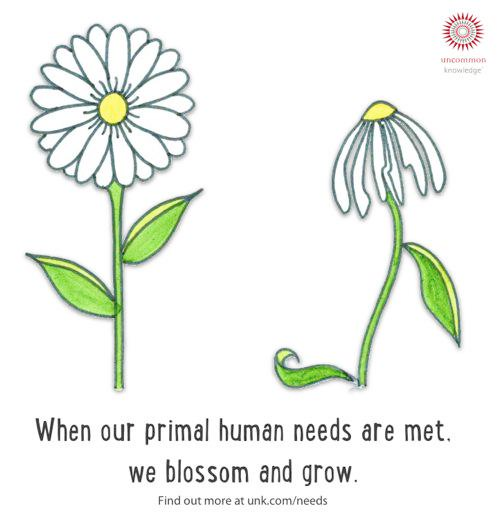 uncommon
knowledge™
When our primal human needs are met,
we blossom and grow.
Find out more at unk.com/needs